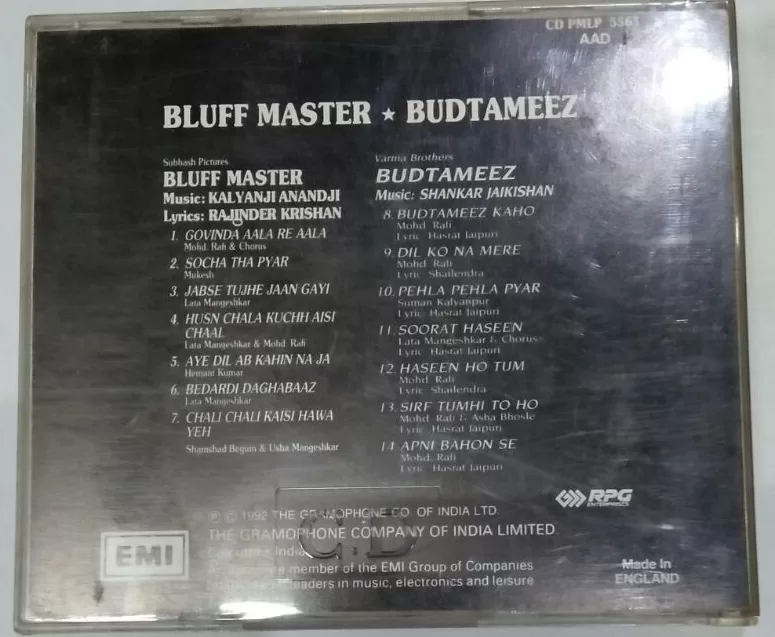 CD PMLP 5561
AAD
BLUFF MASTER ★ BUDTAMEEZ
Subhash Pictures
BLUFF MASTER
Music: KALYANJI ANANDJI
Lyrics: RAJINDER KRISHAN
1. GOVINDA AALA RE AALA
Mohd. Rafi & Chorus
2. SOCHA THA PYAR
Mukesh
3. JABSE TUJHE JAAN GAYI
Lata Mangeshkar
4. HUSN CHALA KUCHH AISI
CHAAL
Lata Mangeshkar & Mohd. Rafi
5. AYE DIL AB KAHIN NA JA
Hemant Kumar
6. BEDARDI DAGHABAAZ
Lata Mangeshkar
7. CHALI CHALI KAISI HAWA
YEH
Shamshad Begum & Usha Mangeshkar
Varma Brothers
BUDTAMEEZ
Music: SHANKAR JAIKISHAN
8. BUDTAMEEZ KAHO
Mohd. Rafi
Lyric: Hasrat Jaipuri
9. DIL KO NA MERE
Mohd. Rafi
Lyric: Shailendra
10. PEHLA PEHLA PYAR
Suman Kalyanpur
Lyric: Hasrat Jaipuri
11. SOORAT HASEEN
Lata Mangeshkar & Chorus
Lyric: Hasrat Jaipuri
12. HASEEN HO TUM
Mohd. Rafi
Lyric: Shailendra
13. SIRF TUMHI TO HO
Mohd. Rafi & Asha Bhosle
Lyric: Hasrat Jaipuri
14. APNI BAHON SE
Mohd. Rafi
Lyric: Hasrat Jaipuri
RPG
ENTERPRISES
℗ © 1992 THE GRAMOPHONE CO. OF INDIA LTD.
THE GRAMOPHONE COMPANY OF INDIA LIMITED
India
member of the EMI Group of Companies
leaders in music, electronics and leisure
C.D
EMI
Made In
ENGLAND